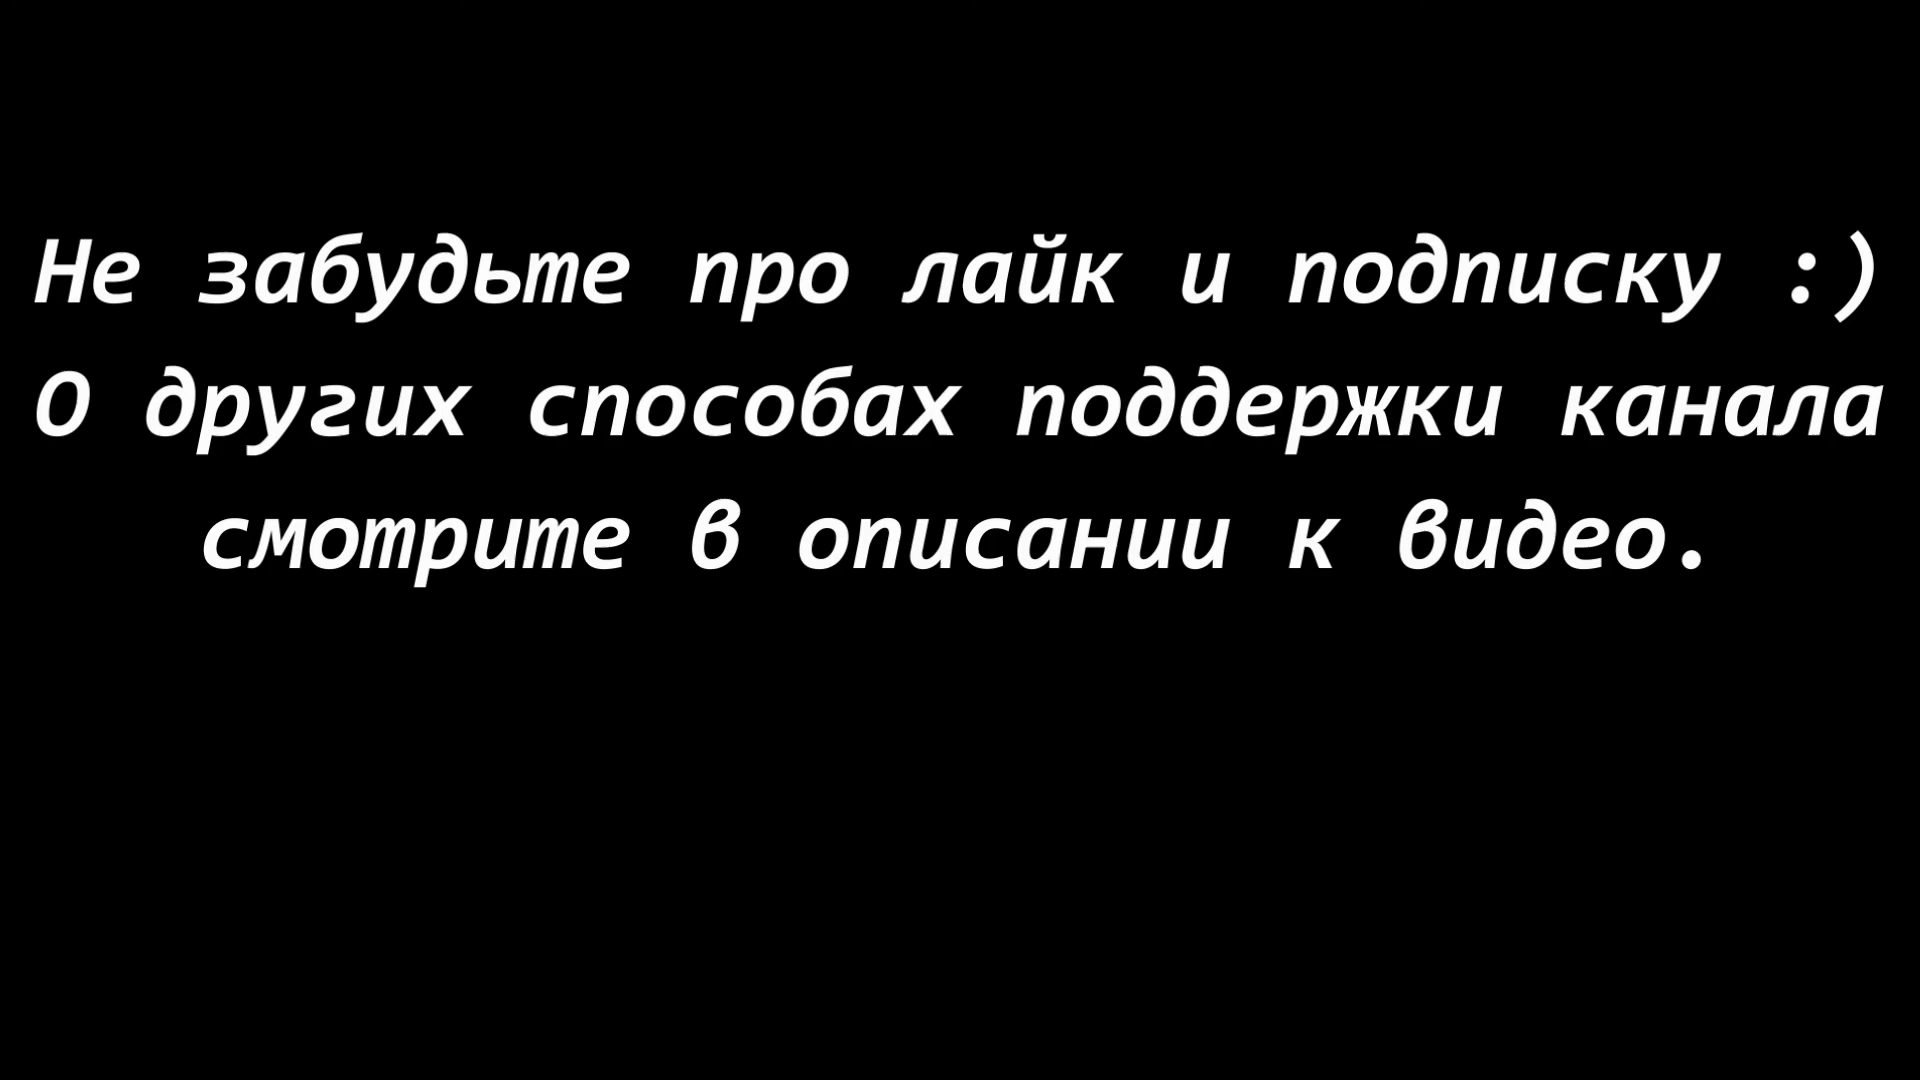 Не забудьте про лайк и подписку :)
О других способах поддержки канала
смотрите в описании к видео.